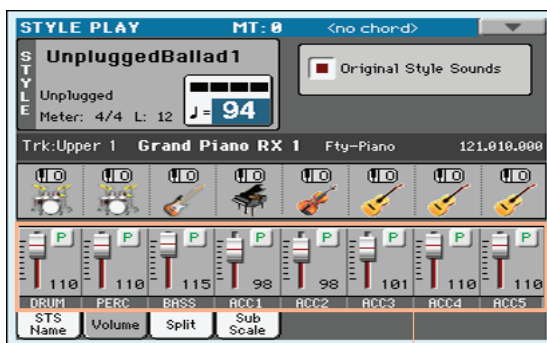 STYLE PLAY MT:0 <no chord>
STYLE
UnpluggedBallad1
Original Style Sounds
Unplugged
Meter: 4/4 L: 12 ♩= 94
Trk:Upper 1 Grand Piano RX 1 Fty-Piano 121.010.000
P P P P P P P P
110 110 115 98 98 101 110 110
DRUM PERC BASS ACC1 ACC2 ACC3 ACC4 ACC5
STS Name Volume Split Sub Scale